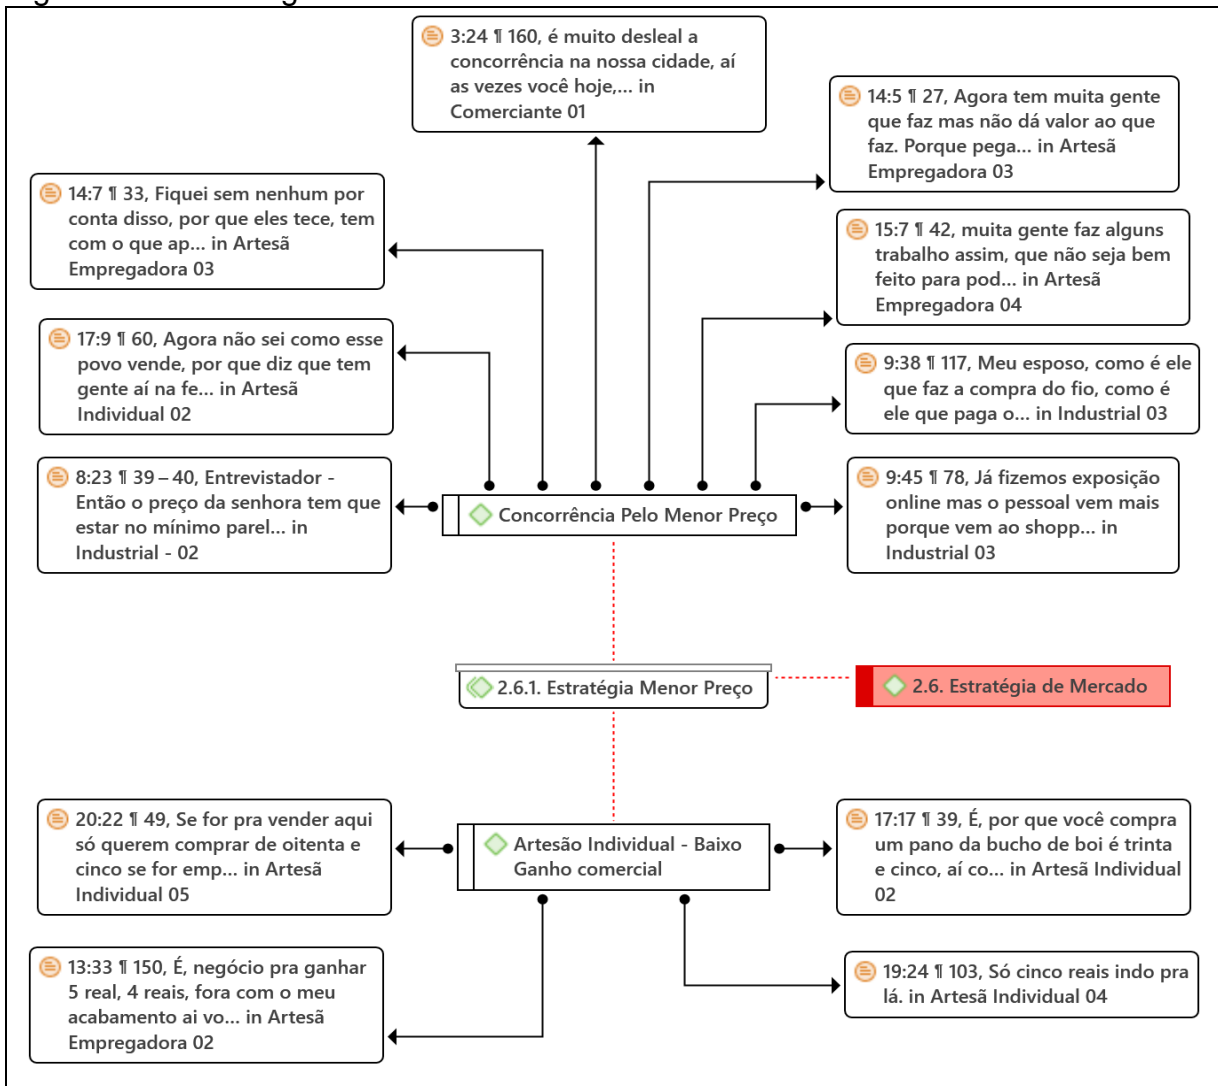 3:24 ¶ 160, é muito desleal a
concorrência na nossa cidade, aí
as vezes você hoje,... in
Comerciante 01
14:5 ¶ 27, Agora tem muita gente
que faz mas não dá valor ao que
faz. Porque pega... in Artesã
Empregadora 03
14:7 ¶ 33, Fiquei sem nenhum por
conta disso, por que eles tece, tem
com o que ap... in Artesã
Empregadora 03
15:7 ¶ 42, muita gente faz alguns
trabalho assim, que não seja bem
feito para pod... in Artesã
Empregadora 04
17:9 ¶ 60, Agora não sei como esse
povo vende, por que diz que tem
gente aí na fe... in Artesã
Individual 02
9:38 ¶ 117, Meu esposo, como é ele
que faz a compra do fio, como é
ele que paga o... in Industrial 03
8:23 ¶ 39 – 40, Entrevistador -
Então o preço da senhora tem que
estar no mínimo parel... in
Industrial - 02
Concorrência Pelo Menor Preço
9:45 ¶ 78, Já fizemos exposição
online mas o pessoal vem mais
porque vem ao shopp... in
Industrial 03
2.6.1. Estratégia Menor Preço
2.6. Estratégia de Mercado
20:22 ¶ 49, Se for pra vender aqui
só querem comprar de oitenta e
cinco se for emp... in Artesã
Individual 05
Artesão Individual - Baixo
Ganho comercial
17:17 ¶ 39, É, por que você compra
um pano da bucho de boi é trinta
e cinco, aí co... in Artesã Individual
02
13:33 ¶ 150, É, negócio pra ganhar
5 real, 4 reais, fora com o meu
acabamento ai vo... in Artesã
Empregadora 02
19:24 ¶ 103, Só cinco reais indo pra
lá. in Artesã Individual 04